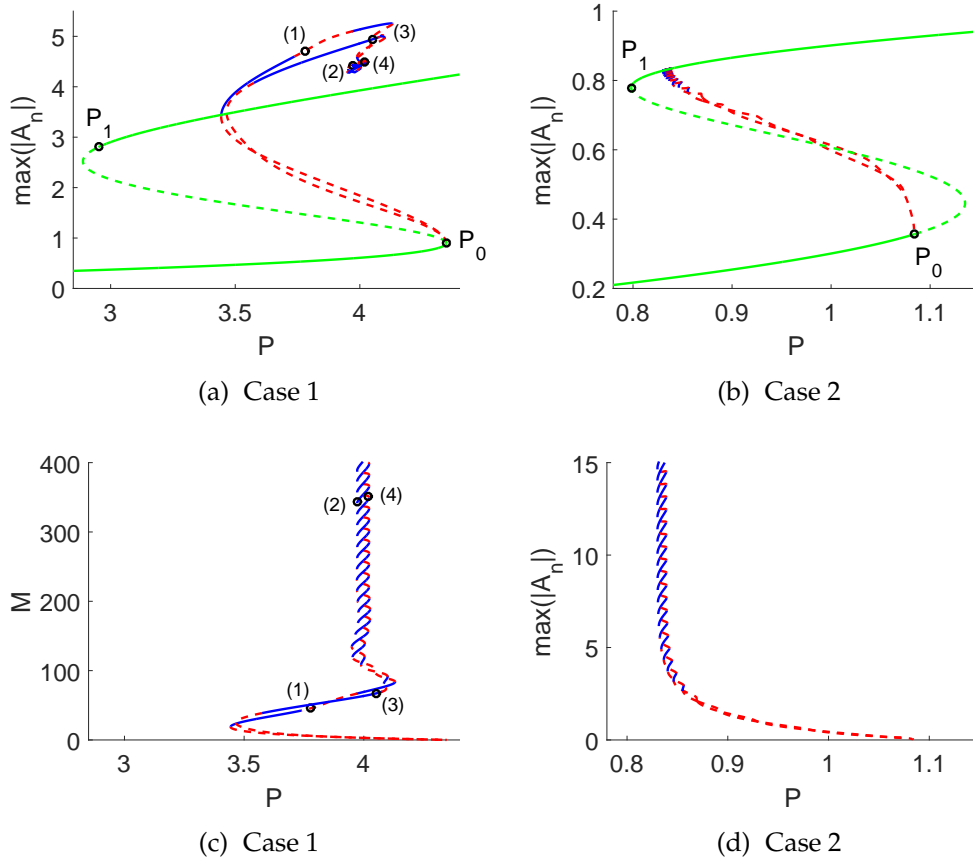 max(|A_n|)
5
4
3
2
1
0
3
3.5
4
P
P_1
P_0
(1)
(2)
(3)
(4)
(a) Case 1
max(|A_n|)
1
0.8
0.6
0.4
0.2
0.8
0.9
1
1.1
P
P_1
P_0
(b) Case 2
M
400
300
200
100
0
3
3.5
4
P
(2)
(4)
(1)
(3)
(c) Case 1
max(|A_n|)
15
10
5
0
0.8
0.9
1
1.1
P
(d) Case 2